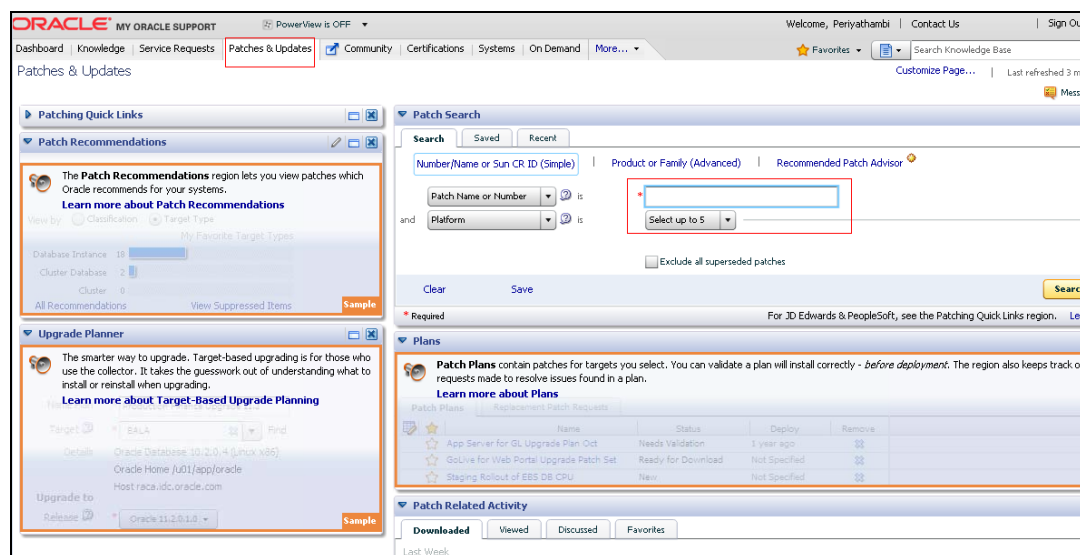 ORACLE MY ORACLE SUPPORT PowerView is OFF Welcome, Periyathambi | Contact Us | Sign Ou
Dashboard | Knowledge | Service Requests | Patches & Updates | Community | Certifications | Systems | On Demand | More... Favorites Search Knowledge Base
Patches & Updates Customize Page... | Last refreshed 3 m
Mess
Patching Quick Links
Patch Recommendations
The Patch Recommendations region lets you view patches which
Oracle recommends for your systems.
Learn more about Patch Recommendations
View by Classification Target Type
My Favorite Target Types
Database Instance 18
Cluster Database 2
Cluster 0
All Recommendations View Suppressed Items Sample
Upgrade Planner
The smarter way to upgrade. Target-based upgrading is for those who
use the collector. It takes the guesswork out of understanding what to
install or reinstall when upgrading.
Learn more about Target-Based Upgrade Planning
Target * BALA Find
Details Oracle Database 10.2.0.4 (Linux x86)
Oracle Home /u01/app/oracle
Host raca.idc.oracle.com
Upgrade to
Release * Oracle 11.2.0.1.0 Sample
Patch Search
Search Saved Recent
Number/Name or Sun CR ID (Simple) | Product or Family (Advanced) | Recommended Patch Advisor
Patch Name or Number is *
and Platform is Select up to 5
Exclude all superseded patches
Clear Save Searc
* Required For JD Edwards & PeopleSoft, see the Patching Quick Links region. Le
Plans
Patch Plans contain patches for targets you select. You can validate a plan will install correctly - before deployment. The region also keeps track o
requests made to resolve issues found in a plan.
Learn more about Plans
Patch Plans Replacement Patch Requests
Name Status Deploy Remove
App Server for GL Upgrade Plan Oct Needs Validation 1 year ago
GoLive for Web Portal Upgrade Patch Set Ready for Download Not Specified
Staging Rollout of EBS DB CPU New Not Specified
Patch Related Activity
Downloaded Viewed Discussed Favorites
Last Week